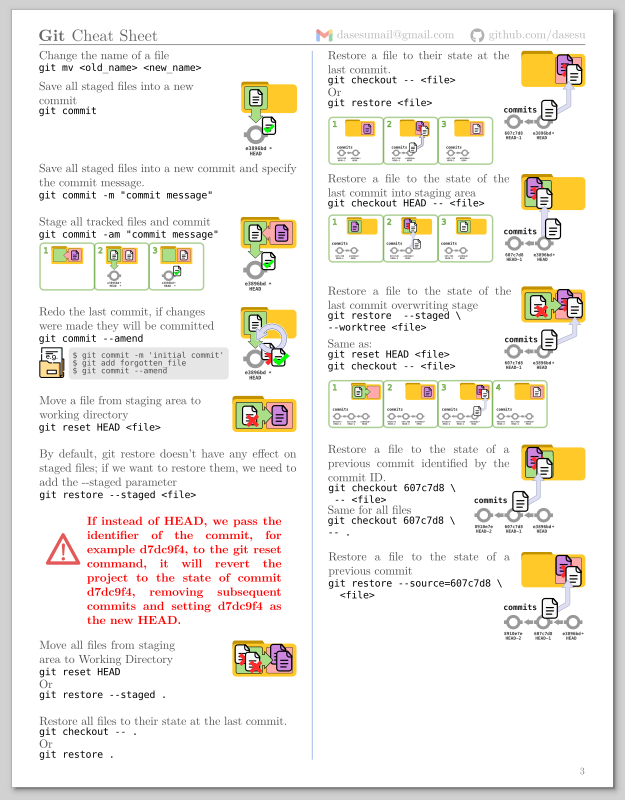 Git Cheat Sheet
dasesumail@gmail.com
github.com/dasesu
Change the name of a file
git mv <old_name> <new_name>
Save all staged files into a new
commit
git commit
e3896bd +
HEAD
Save all staged files into a new commit and specify
the commit message.
git commit -m "commit message"
Stage all tracked files and commit
git commit -am "commit message"
1
2
3
e3896bd +
HEAD
Redo the last commit, if changes
were made they will be committed
git commit --amend
e3896bd +
HEAD
$ git commit -m 'initial commit'
$ git add forgotten file
$ git commit --amend
Move a file from staging area to
working directory
git reset HEAD <file>
By default, git restore doesn't have any effect on
staged files; if we want to restore them, we need to
add the --staged parameter
git restore --staged <file>
If instead of HEAD, we pass the
identifier of the commit, for
example d7dc9f4, to the git reset
command, it will revert the
project to the state of commit
d7dc9f4, removing subsequent
commits and setting d7dc9f4 as
the new HEAD.
Move all files from staging
area to Working Directory
git reset HEAD
Or
git restore --staged .
Restore all files to their state at the last commit.
git checkout -- .
Or
git restore .
Restore a file to their state at the
last commit.
git checkout -- <file>
Or
git restore <file>
commits
607c7d8
HEAD~1
e3896bd+
HEAD
1
2
3
commits
commits
commits
Restore a file to the state of the
last commit into staging area
git checkout HEAD -- <file>
commits
607c7d8
HEAD~1
e3896bd+
HEAD
1
2
3
commits
commits
commits
Restore a file to the state of the
last commit overwriting stage
git restore --staged \
--worktree <file>
Same as:
git reset HEAD <file>
git checkout -- <file>
commits
607c7d8
HEAD~1
e3896bd+
HEAD
1
2
3
4
commits
commits
commits
commits
Restore a file to the state of a
previous commit identified by the
commit ID.
git checkout 607c7d8 \
-- <file>
Same for all files
git checkout 607c7d8 \
-- .
commits
8910e7e
HEAD~2
607c7d8
HEAD~1
e3896bd+
HEAD
Restore a file to the state of a
previous commit
git restore --source=607c7d8 \
<file>
commits
8910e7e
HEAD~2
607c7d8
HEAD~1
e3896bd+
HEAD
3